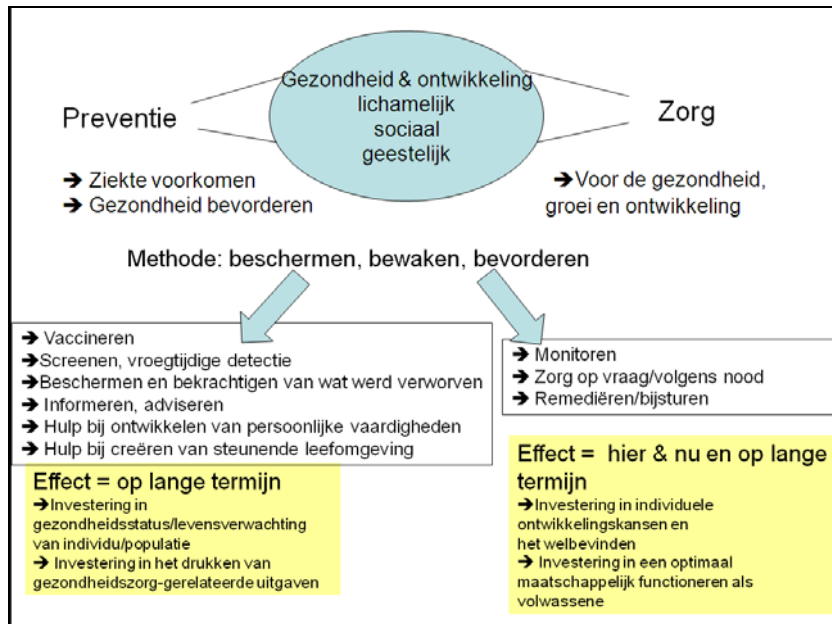 Gezondheid & ontwikkeling
lichamelijk
sociaal
geestelijk
Preventie
➔ Ziekte voorkomen
➔ Gezondheid bevorderen
Zorg
➔Voor de gezondheid,
groei en ontwikkeling
Methode: beschermen, bewaken, bevorderen
➔ Vaccineren
➔Screenen, vroegtijdige detectie
➔Beschermen en bekrachtigen van wat werd verworven
➔ Informeren, adviseren
➔ Hulp bij ontwikkelen van persoonlijke vaardigheden
➔ Hulp bij creëren van steunende leefomgeving
Effect = op lange termijn
➔Investering in
gezondheidsstatus/levensverwachting
van individu/populatie
➔ Investering in het drukken van
gezondheidszorg-gerelateerde uitgaven
➔ Monitoren
➔ Zorg op vraag/volgens nood
➔ Remediëren/bijsturen
Effect = hier & nu en op lange
termijn
➔Investering in individuele
ontwikkelingskansen en
het welbevinden
➔ Investering in een optimaal
maatschappelijk functioneren als
volwassene